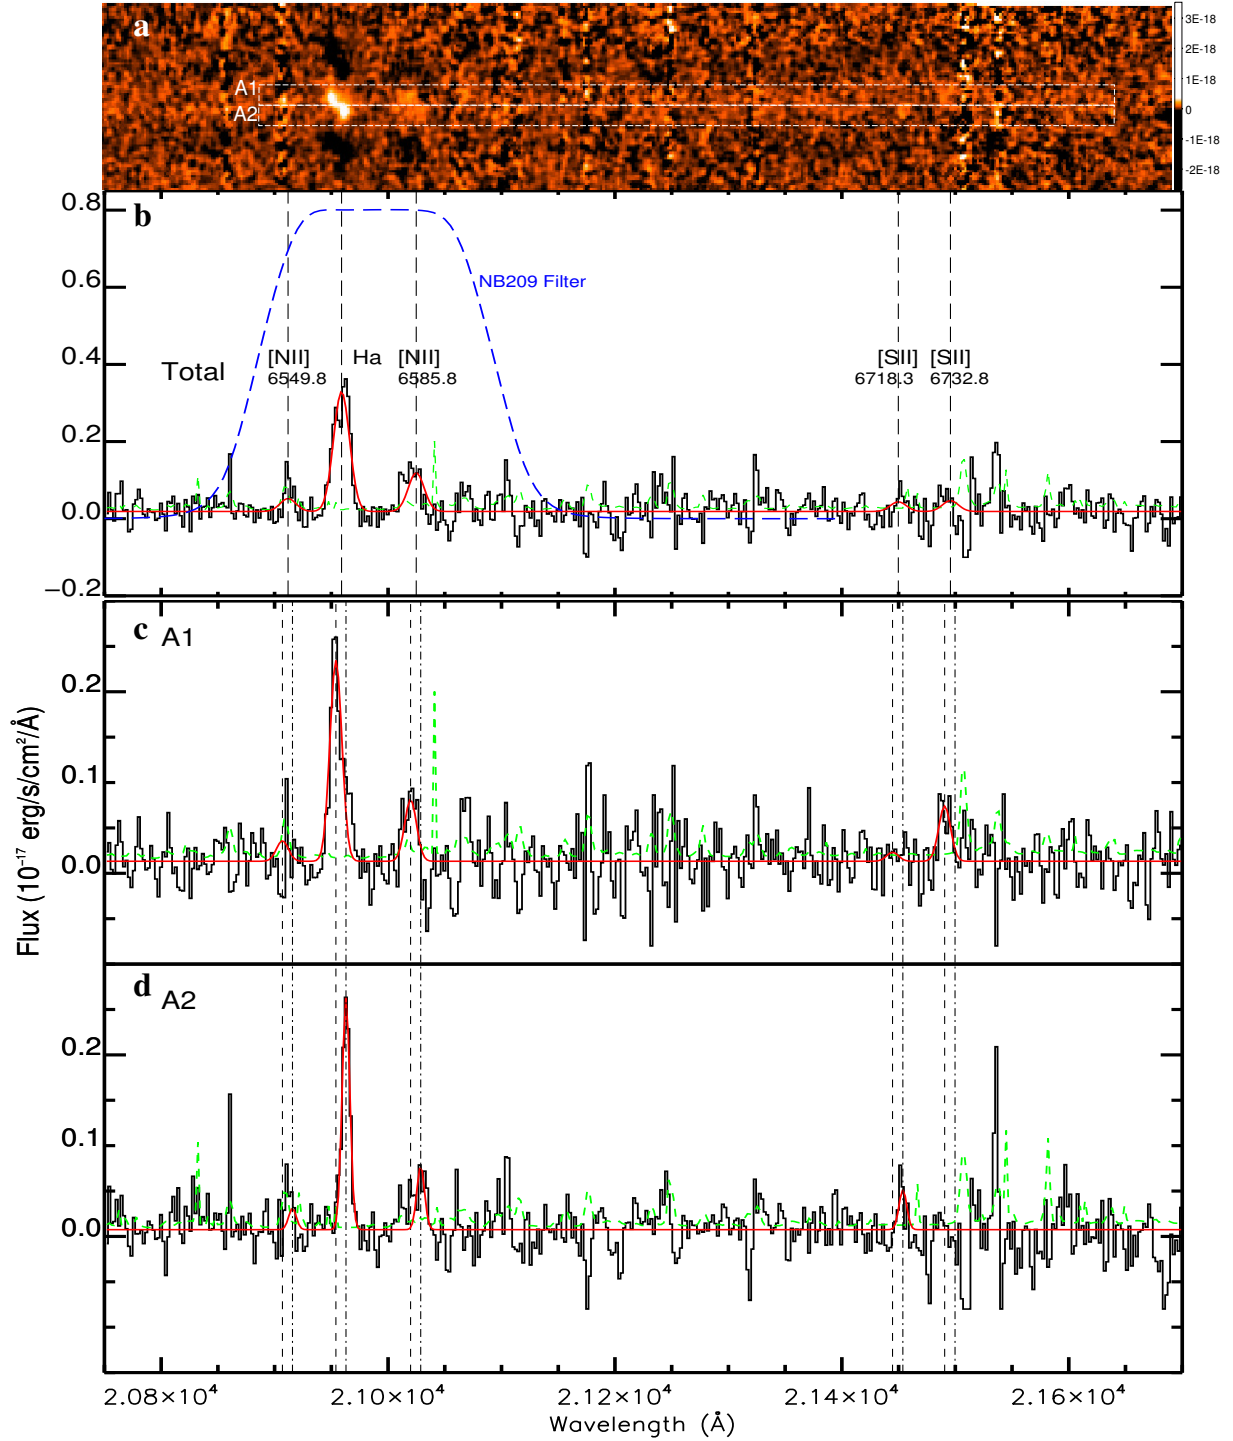 a
A1
A2
3E-18
2E-18
1E-18
0
-1E-18
-2E-18
b
0.8
0.6
0.4
0.2
0.0
−0.2
NB209 Filter
Total
[NII] Ha [NII] [SII] [SII]
6549.8 6585.8 6718.3 6732.8
c A1
0.2
0.1
0.0
Flux (10⁻¹⁷ erg/s/cm²/Å)
d A2
0.2
0.1
0.0
2.08×10⁴ 2.10×10⁴ 2.12×10⁴ 2.14×10⁴ 2.16×10⁴
Wavelength (Å)